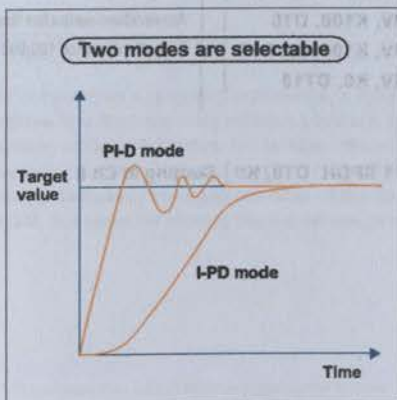 Two modes are selectable
PI-D mode
Target
value
I-PD mode
Time